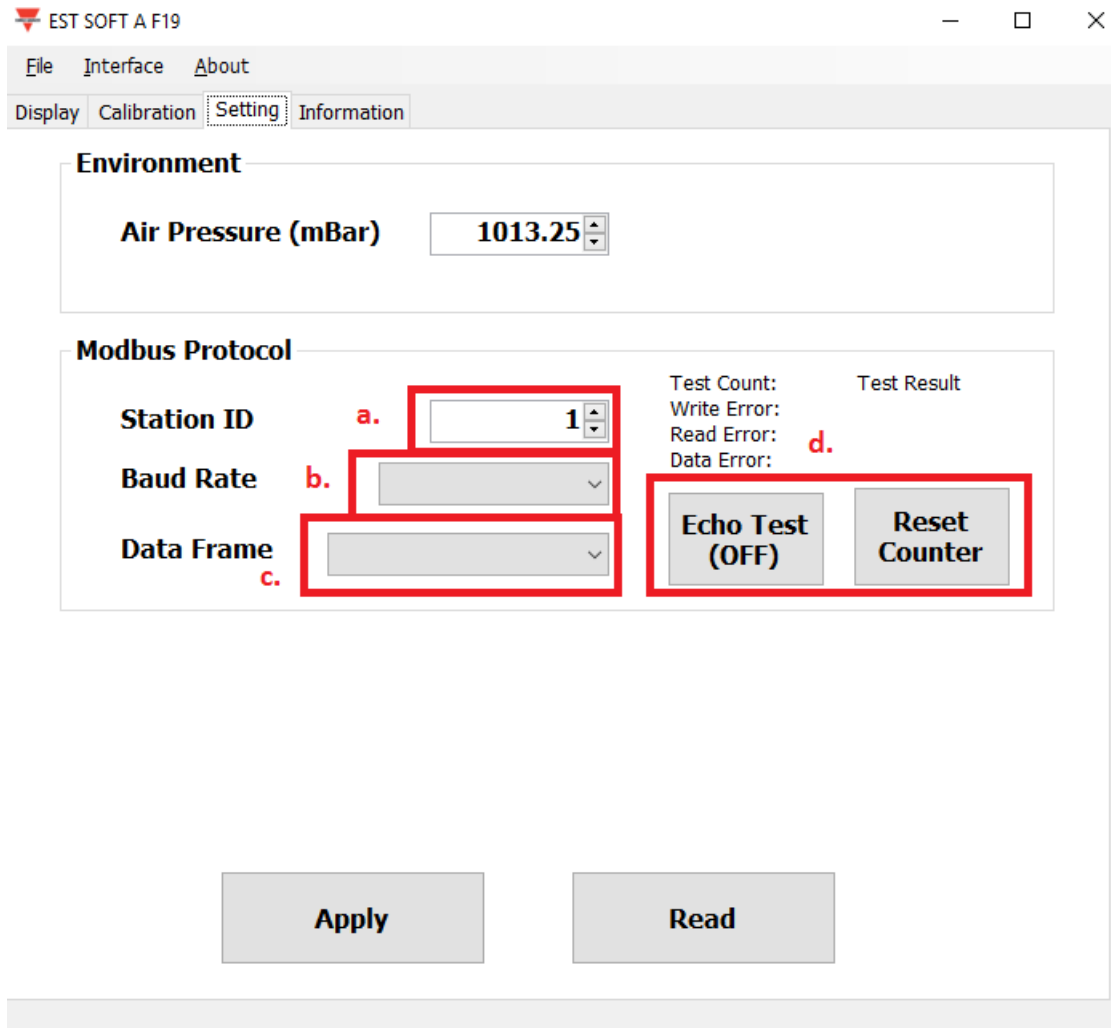 EST SOFT A F19
File Interface About
Display Calibration Setting Information
Environment
Air Pressure (mBar) 1013.25
Modbus Protocol
Station ID a. 1
Baud Rate b.
Data Frame c.
Test Count: Test Result
Write Error:
Read Error:
Data Error:
d.
Echo Test
(OFF)
Reset
Counter
Apply Read